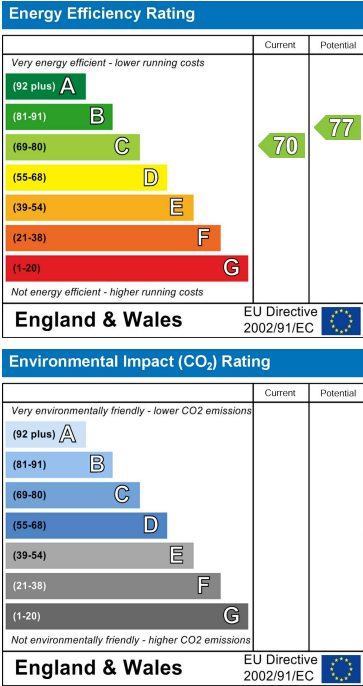 Energy Efficiency Rating
Current Potential
Very energy efficient - lower running costs
(92 plus) A
(81-91) B
(69-80) C
(55-68) D
(39-54) E
(21-38) F
(1-20) G
70
77
Not energy efficient - higher running costs
England & Wales
EU Directive
2002/91/EC
Environmental Impact (CO₂) Rating
Current Potential
Very environmentally friendly - lower CO2 emissions
(92 plus) A
(81-91) B
(69-80) C
(55-68) D
(39-54) E
(21-38) F
(1-20) G
Not environmentally friendly - higher CO2 emissions
England & Wales
EU Directive
2002/91/EC